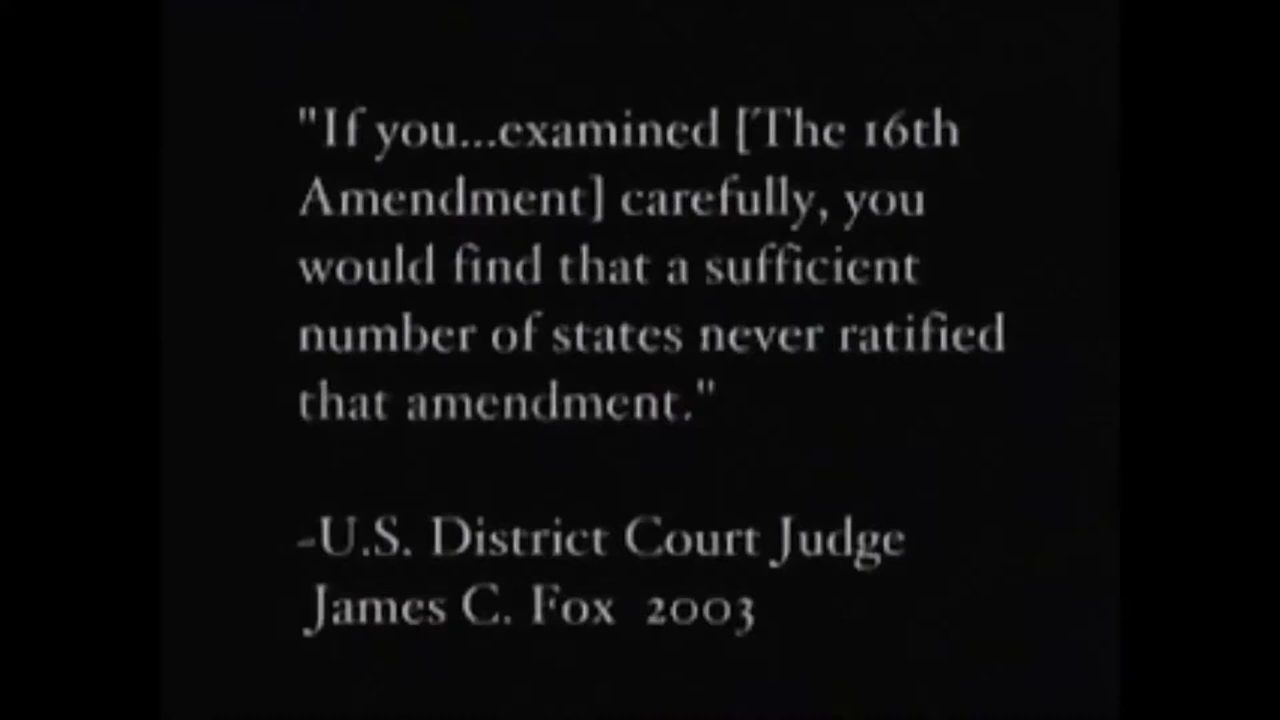 "If you...examined [The 16th
Amendment] carefully, you
would find that a sufficient
number of states never ratified
that amendment."
-U.S. District Court Judge
James C. Fox 2003